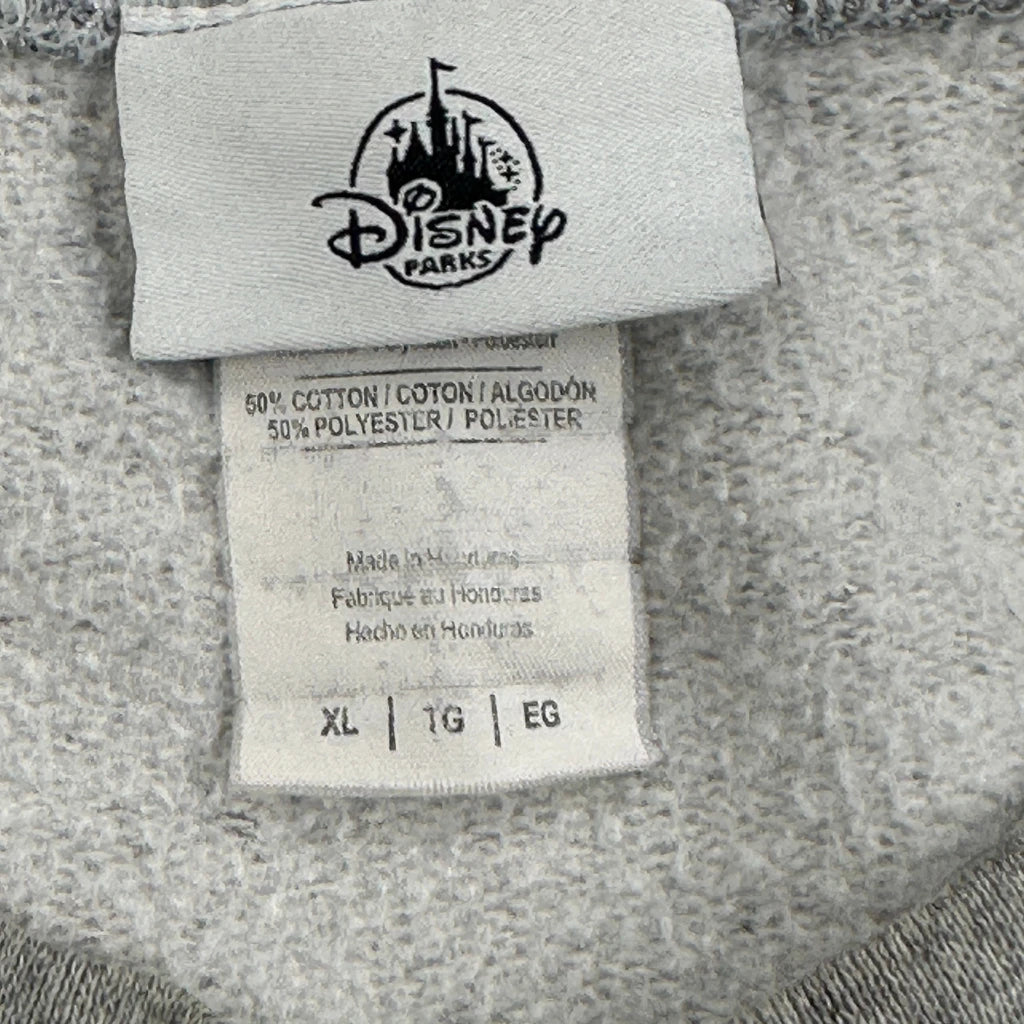 DISNEY
PARKS
50% COTTON / COTON / ALGODÓN
50% POLYESTER / POLIESTER
Made in Honduras
Fabriqué au Honduras
Hecho en Honduras
XL | TG | EG